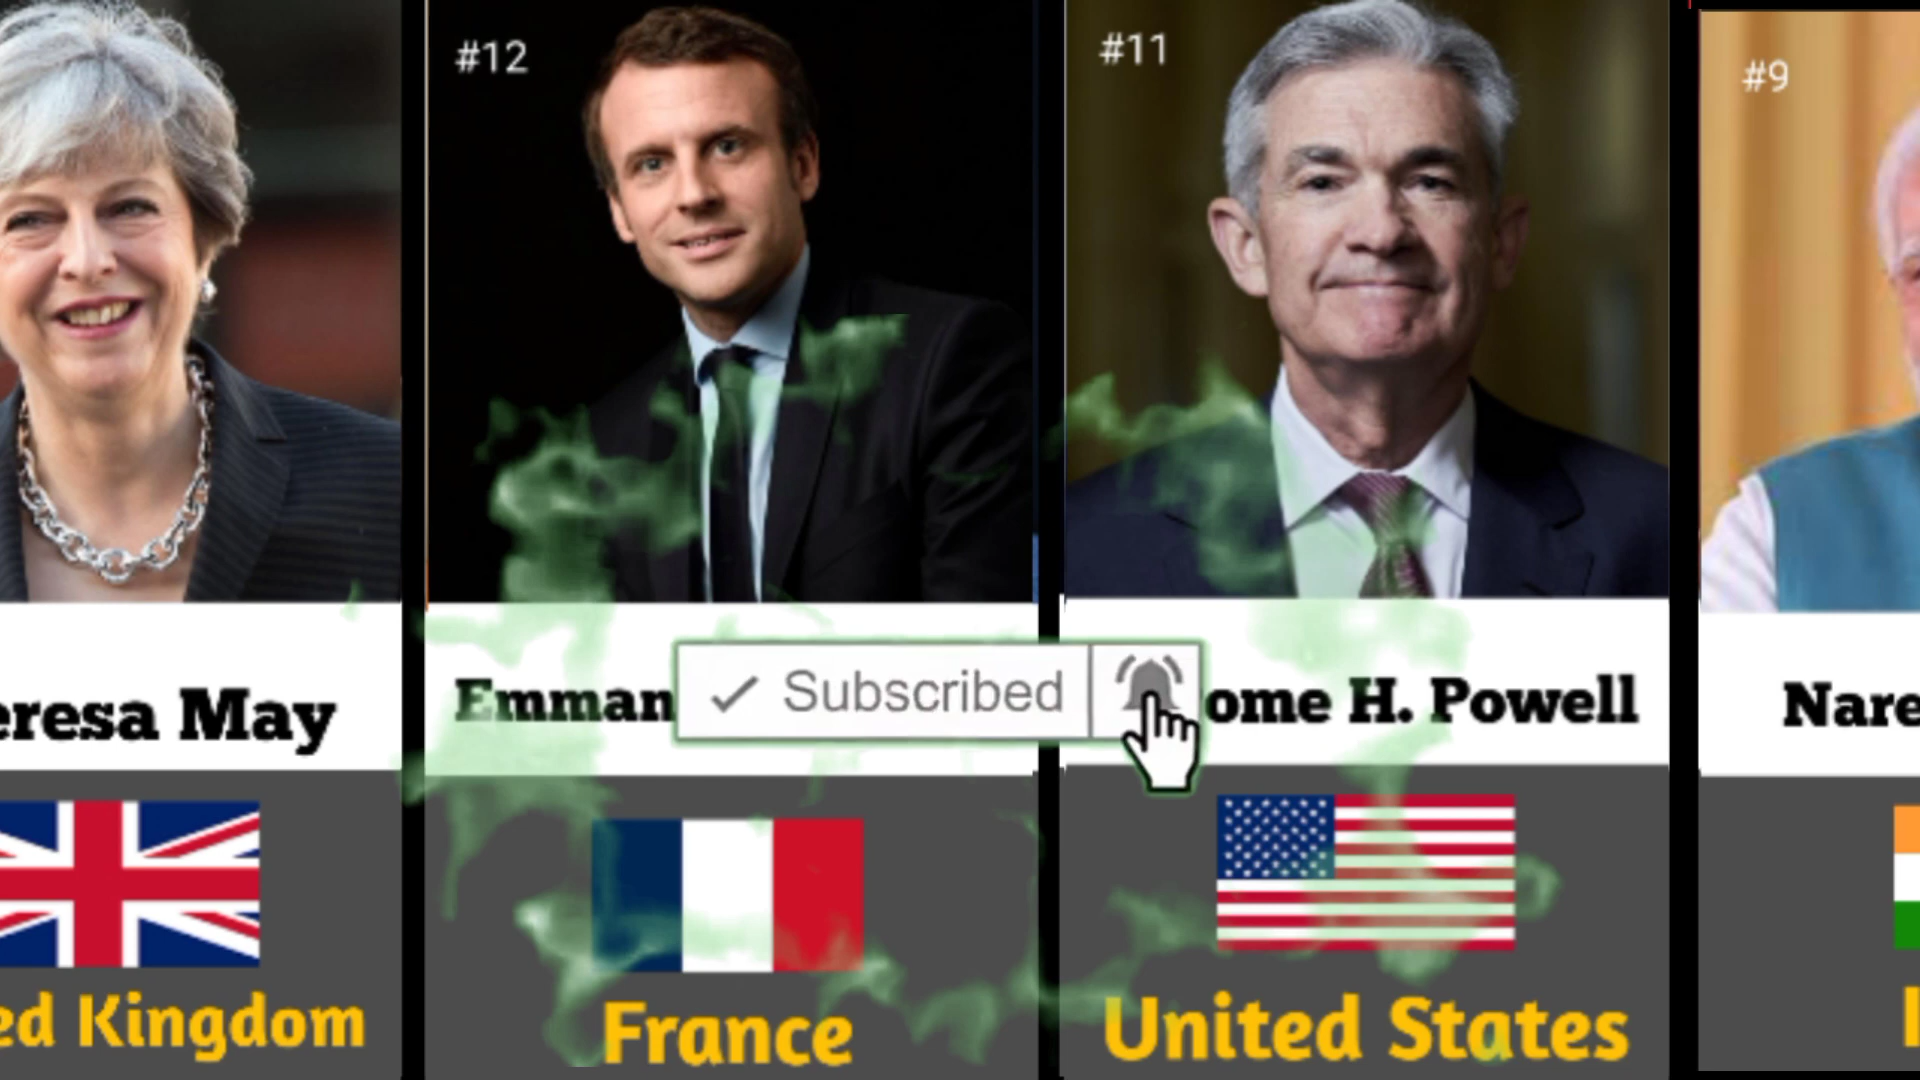 #12
#11
#9
eresa May
Emman
Subscribed
ome H. Powell
Nare
ed Kingdom
France
United States